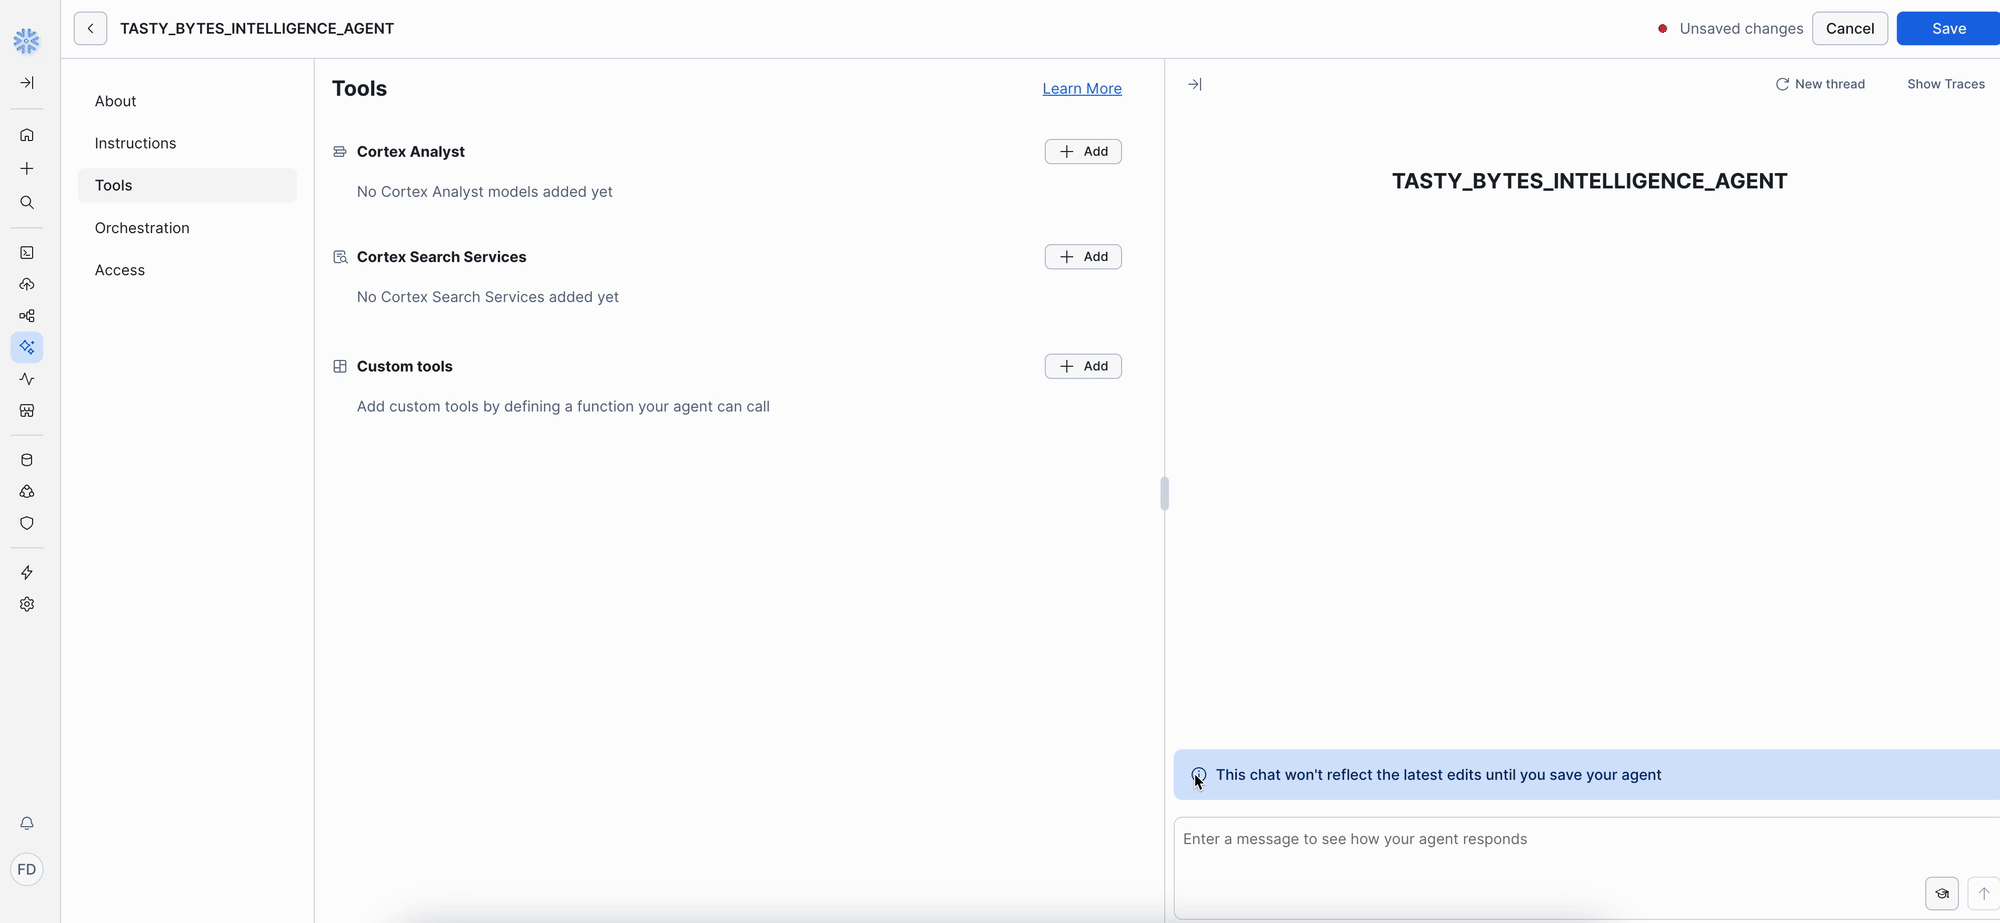 TASTY_BYTES_INTELLIGENCE_AGENT
Unsaved changes
Cancel
Save
About
Instructions
Tools
Orchestration
Access
FD
Tools
Learn More
Cortex Analyst
Add
No Cortex Analyst models added yet
Cortex Search Services
Add
No Cortex Search Services added yet
Custom tools
Add
Add custom tools by defining a function your agent can call
New thread
Show Traces
TASTY_BYTES_INTELLIGENCE_AGENT
This chat won't reflect the latest edits until you save your agent
Enter a message to see how your agent responds